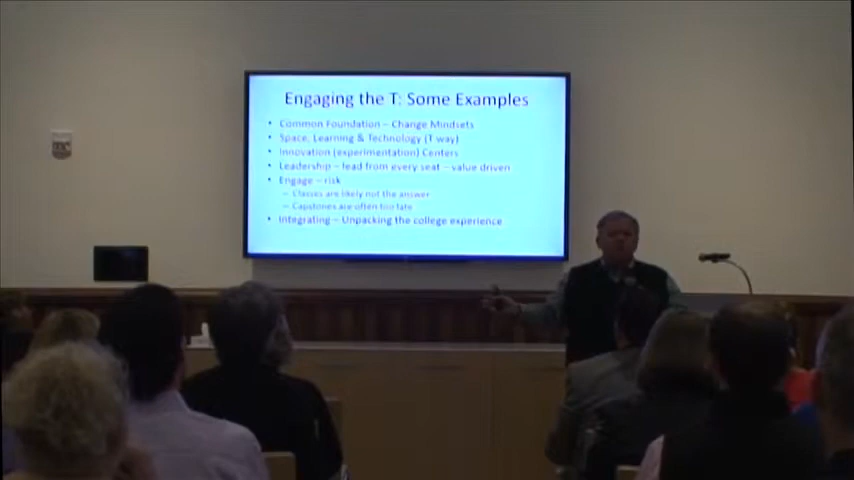 Engaging the T: Some Examples
• Common Foundation – Change Mindsets
• Space, Learning & Technology (T way)
• Innovation (experimentation) Centers
• Leadership – lead from every seat – value driven
• Engage – risk
– Classes are likely not the answer
– Capstones are often too late
• Integrating – Unpacking the college experience